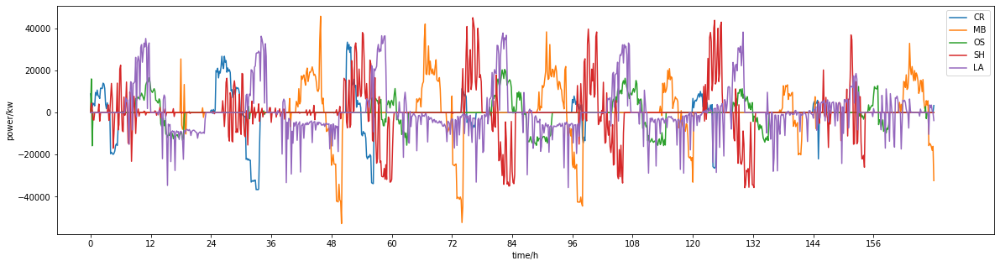 40000
20000
0
−20000
−40000
power/kw
0 12 24 36 48 60 72 84 96 108 120 132 144 156
time/h
CR
MB
OS
SH
LA